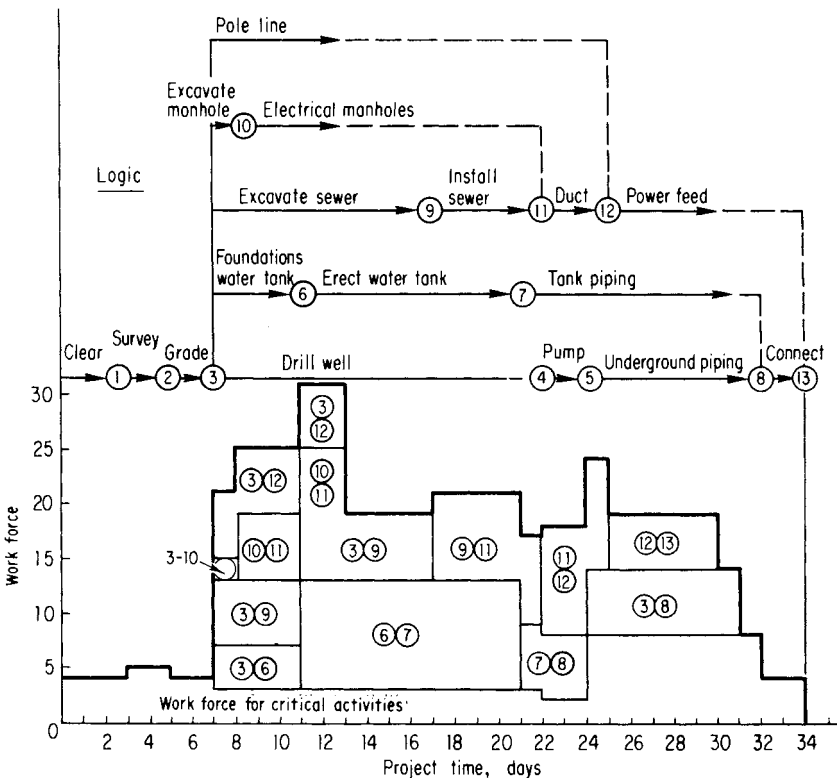 Pole line
Excavate
monhole
10
Electrical manholes
Logic
Excavate sewer
9
Install
sewer
11
Duct
12
Power feed
Foundations
water tank
6
Erect water tank
7
Tank piping
Clear
1
Survey
2
Grade
3
Drill well
4
Pump
5
Underground piping
8
Connect
13
30
25
20
15
10
5
0
Work force
3
12
3 12
10
11
10 11
3-10
3 9
9 11
11
12
12 13
3 9
6 7
3 8
3 6
7 8
Work force for critical activities
2 4 6 8 10 12 14 16 18 20 22 24 26 28 30 32 34
Project time, days